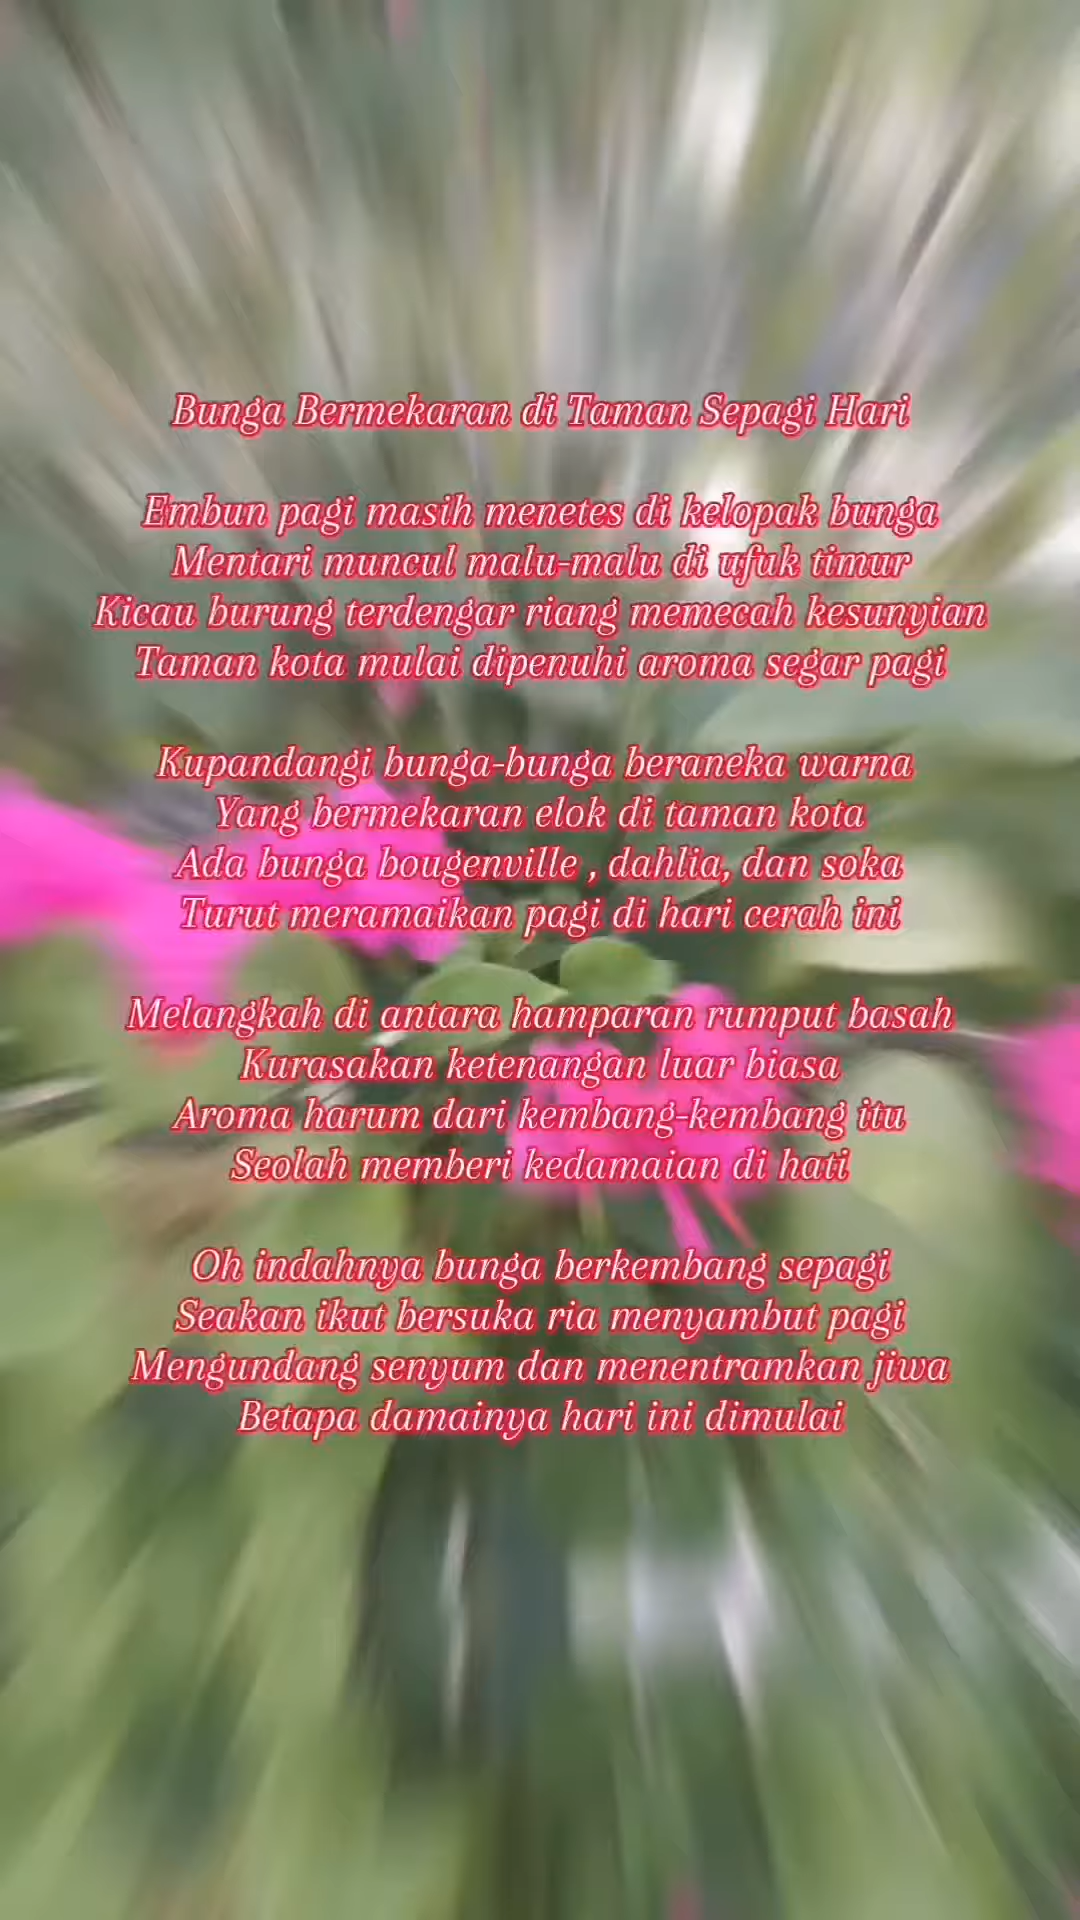 Bunga Bermekaran di Taman Sepagi Hari
Embun pagi masih menetes di kelopak bunga
Mentari muncul malu-malu di ufuk timur
Kicau burung terdengar riang memecah kesunyian
Taman kota mulai dipenuhi aroma segar pagi
Kupandangi bunga-bunga beraneka warna
Yang bermekaran elok di taman kota
Ada bunga bougenville , dahlia, dan soka
Turut meramaikan pagi di hari cerah ini
Melangkah di antara hamparan rumput basah
Kurasakan ketenangan luar biasa
Aroma harum dari kembang-kembang itu
Seolah memberi kedamaian di hati
Oh indahnya bunga berkembang sepagi
Seakan ikut bersuka ria menyambut pagi
Mengundang senyum dan menentramkan jiwa
Betapa damainya hari ini dimulai